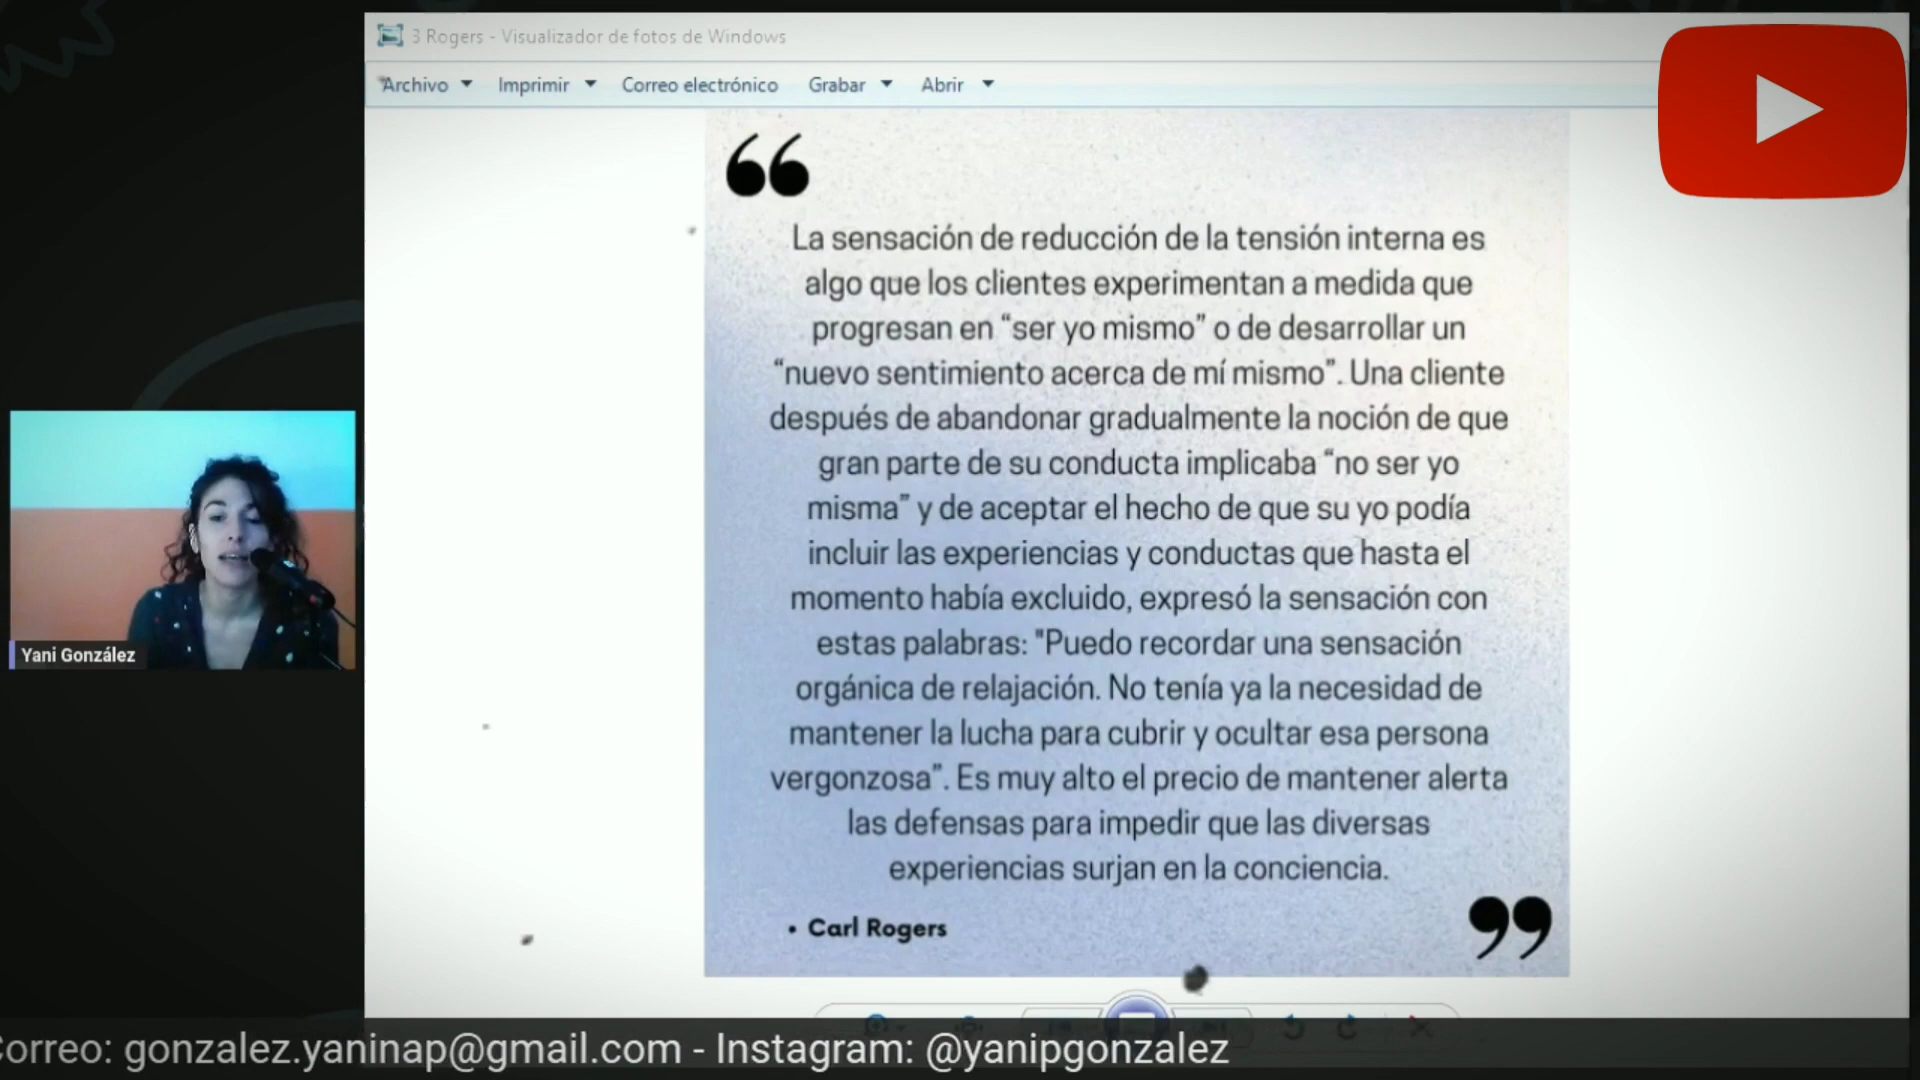 3 Rogers - Visualizador de fotos de Windows
Archivo Imprimir Correo electrónico Grabar Abrir
La sensación de reducción de la tensión interna es
algo que los clientes experimentan a medida que
progresan en “ser yo mismo” o de desarrollar un
“nuevo sentimiento acerca de mí mismo”. Una cliente
después de abandonar gradualmente la noción de que
gran parte de su conducta implicaba “no ser yo
misma” y de aceptar el hecho de que su yo podía
incluir las experiencias y conductas que hasta el
momento había excluido, expresó la sensación con
estas palabras: "Puedo recordar una sensación
orgánica de relajación. No tenía ya la necesidad de
mantener la lucha para cubrir y ocultar esa persona
vergonzosa”. Es muy alto el precio de mantener alerta
las defensas para impedir que las diversas
experiencias surjan en la conciencia.
• Carl Rogers
Yani González
Correo: gonzalez.yaninap@gmail.com - Instagram: @yanipgonzalez